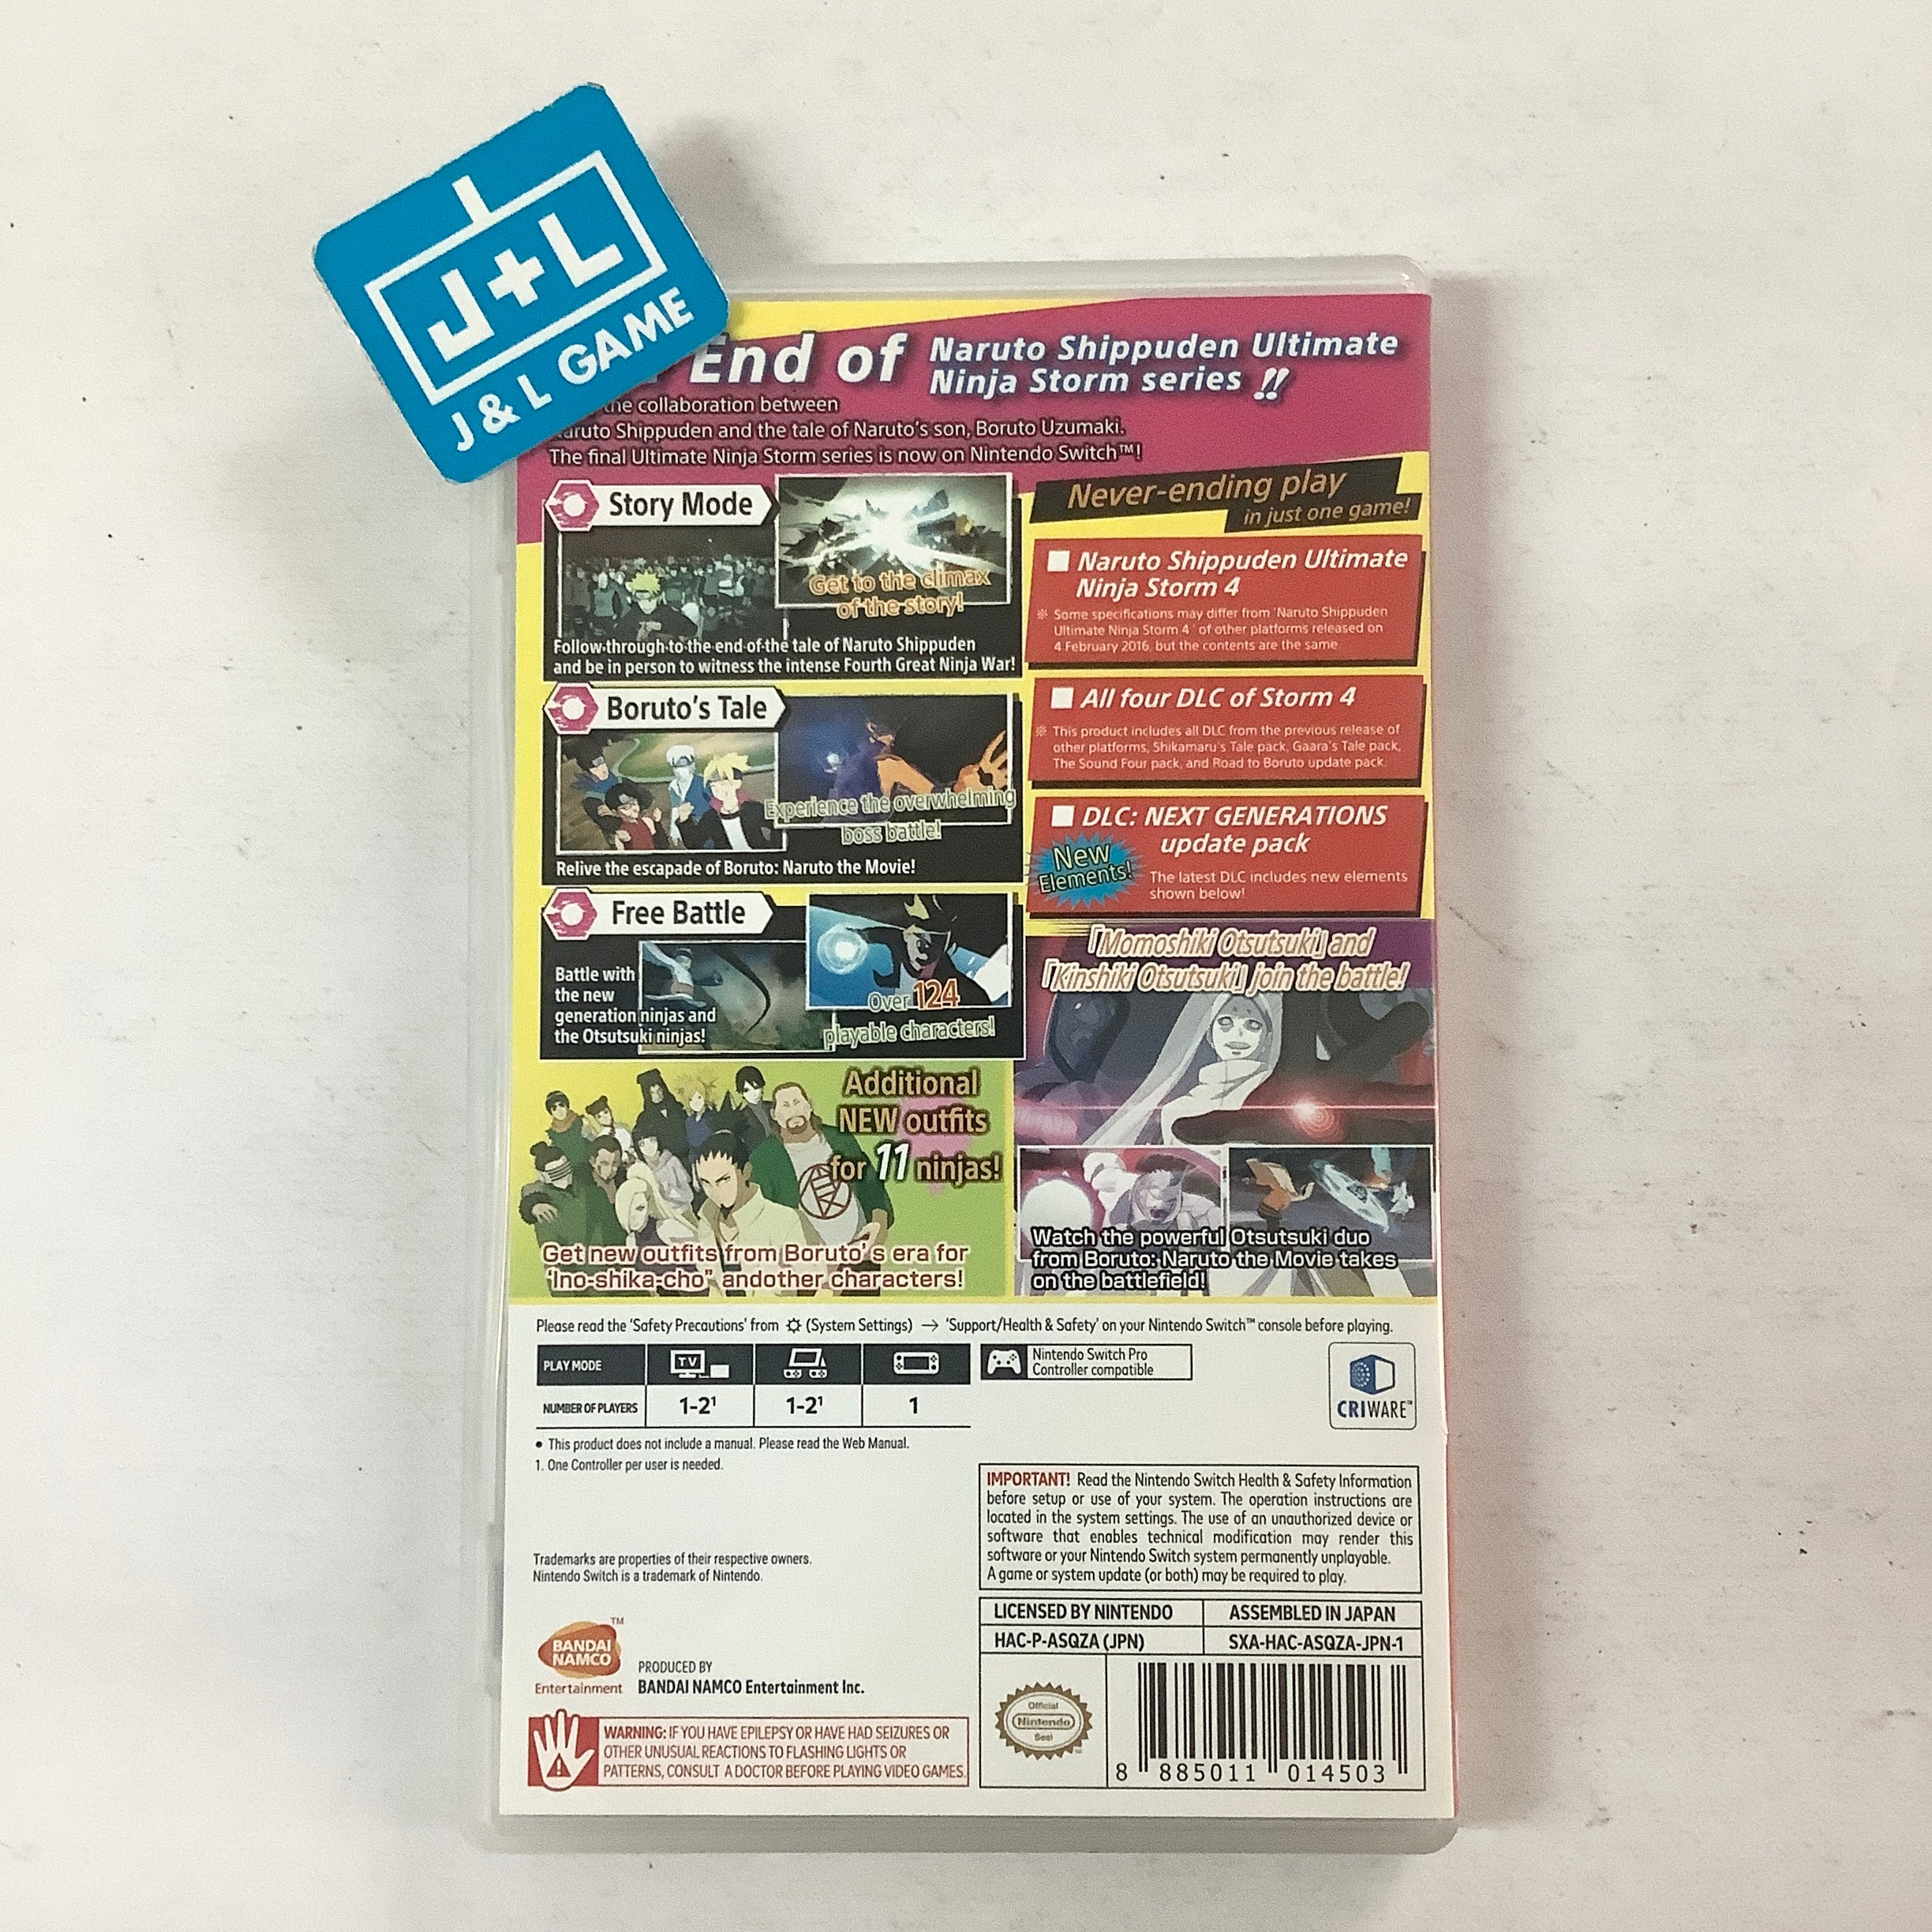 J+L
J & L GAME
End of
Naruto Shippuden Ultimate
Ninja Storm series !!
the collaboration between
Naruto Shippuden and the tale of Naruto's son, Boruto Uzumaki.
The final Ultimate Ninja Storm series is now on Nintendo Switch™!
Story Mode
Get to the climax
of the story!
Follow through to the end of the tale of Naruto Shippuden
and be in person to witness the intense Fourth Great Ninja War!
Boruto's Tale
Experience the overwhelming
boss battle!
Relive the escapade of Boruto: Naruto the Movie!
Free Battle
Battle with
the new
generation ninjas and
the Otsutsuki ninjas!
Over 124
playable characters!
Additional
NEW outfits
for 11 ninjas!
Get new outfits from Boruto's era for
'Ino-shika-cho" andother characters!
Never-ending play
in just one game!
■ Naruto Shippuden Ultimate
Ninja Storm 4
※ Some specifications may differ from 'Naruto Shippuden
Ultimate Ninja Storm 4 ' of other platforms released on
4 February 2016, but the contents are the same.
■ All four DLC of Storm 4
※ This product includes all DLC from the previous release of
other platforms, Shikamaru's Tale pack, Gaara's Tale pack,
The Sound Four pack, and Road to Boruto update pack.
■ DLC: NEXT GENERATIONS
update pack
New
Elements!
The latest DLC includes new elements
shown below!
「Momoshiki Otsutsuki」 and
「Kinshiki Otsutsuki」 join the battle!
Watch the powerful Otsutsuki duo
from Boruto: Naruto the Movie takes
on the battlefield!
Please read the 'Safety Precautions' from (System Settings) → 'Support/Health & Safety' on your Nintendo Switch™ console before playing.
PLAY MODE
TV
NUMBER OF PLAYERS 1-2¹ 1-2¹ 1
Nintendo Switch Pro
Controller compatible
CRIWARE™
• This product does not include a manual. Please read the Web Manual.
1. One Controller per user is needed.
IMPORTANT! Read the Nintendo Switch Health & Safety Information
before setup or use of your system. The operation instructions are
located in the system settings. The use of an unauthorized device or
software that enables technical modification may render this
software or your Nintendo Switch system permanently unplayable.
A game or system update (or both) may be required to play.
Trademarks are properties of their respective owners.
Nintendo Switch is a trademark of Nintendo.
LICENSED BY NINTENDO ASSEMBLED IN JAPAN
HAC-P-ASQZA (JPN) SXA-HAC-ASQZA-JPN-1
BANDAI
NAMCO
™
Entertainment
PRODUCED BY
BANDAI NAMCO Entertainment Inc.
WARNING: IF YOU HAVE EPILEPSY OR HAVE HAD SEIZURES OR
OTHER UNUSUAL REACTIONS TO FLASHING LIGHTS OR
PATTERNS, CONSULT A DOCTOR BEFORE PLAYING VIDEO GAMES.
Official
Nintendo
Seal
8 885011 014503